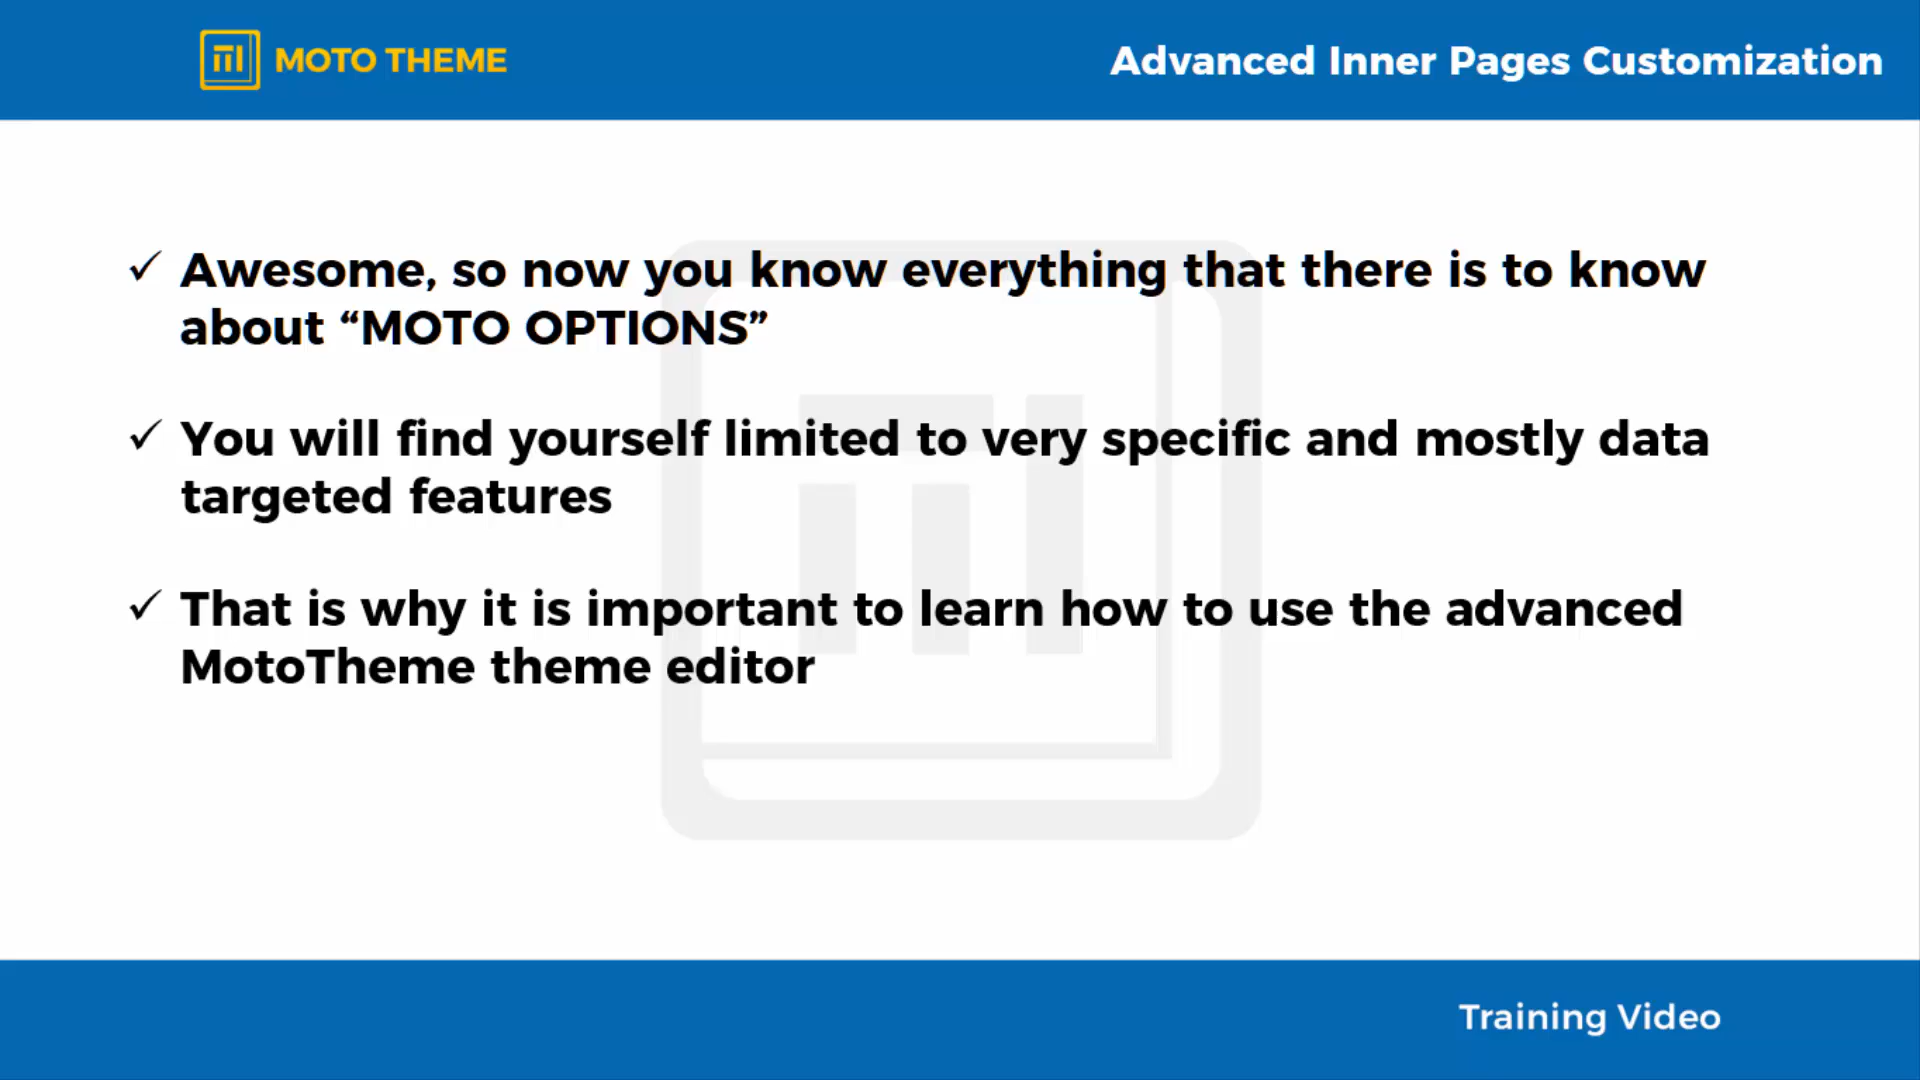 MOTO THEME
Advanced Inner Pages Customization
✓ Awesome, so now you know everything that there is to know
about “MOTO OPTIONS”
✓ You will find yourself limited to very specific and mostly data
targeted features
✓ That is why it is important to learn how to use the advanced
MotoTheme theme editor
Training Video